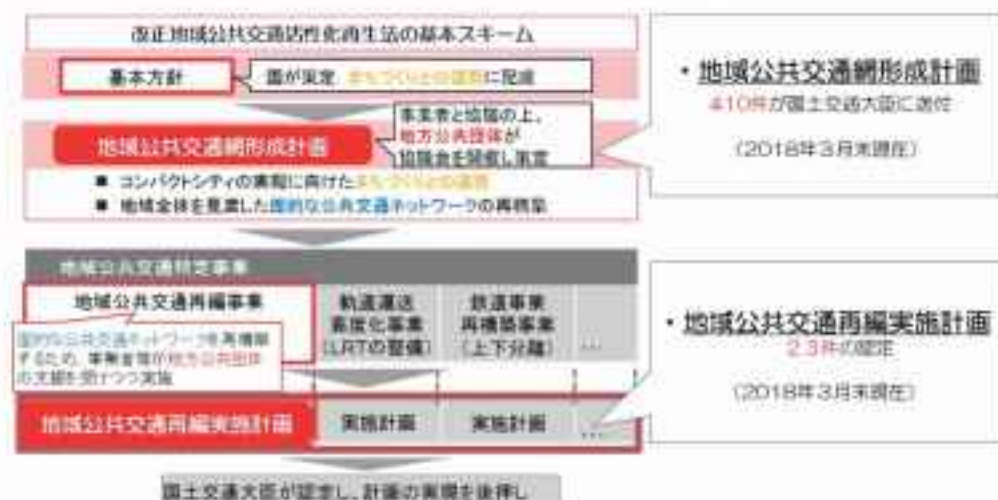 改正地域公共交通活性化再生法の基本スキーム
基本方針
国が策定 まちづくりとの連携に配慮
地域公共交通網形成計画
事業者と協議の上、
地方公共団体が
協議会を開催し策定
■ コンパクトシティの実現に向けたまちづくりとの連携
■ 地域全体を見渡した面的な公共交通ネットワークの再構築
・地域公共交通網形成計画
410件が国土交通大臣に送付
（2018年3月末現在）
地域公共交通特定事業
地域公共交通再編事業
面的な公共交通ネットワークを再構築
するため、事業者等が地方公共団体
の支援を受けつつ実施
軌道運送
高度化事業
（LRTの整備）
鉄道事業
再構築事業
（上下分離）
...
地域公共交通再編実施計画
実施計画
実施計画
...
・地域公共交通再編実施計画
23件の認定
（2018年3月末現在）
国土交通大臣が認定し、計画の実現を後押し